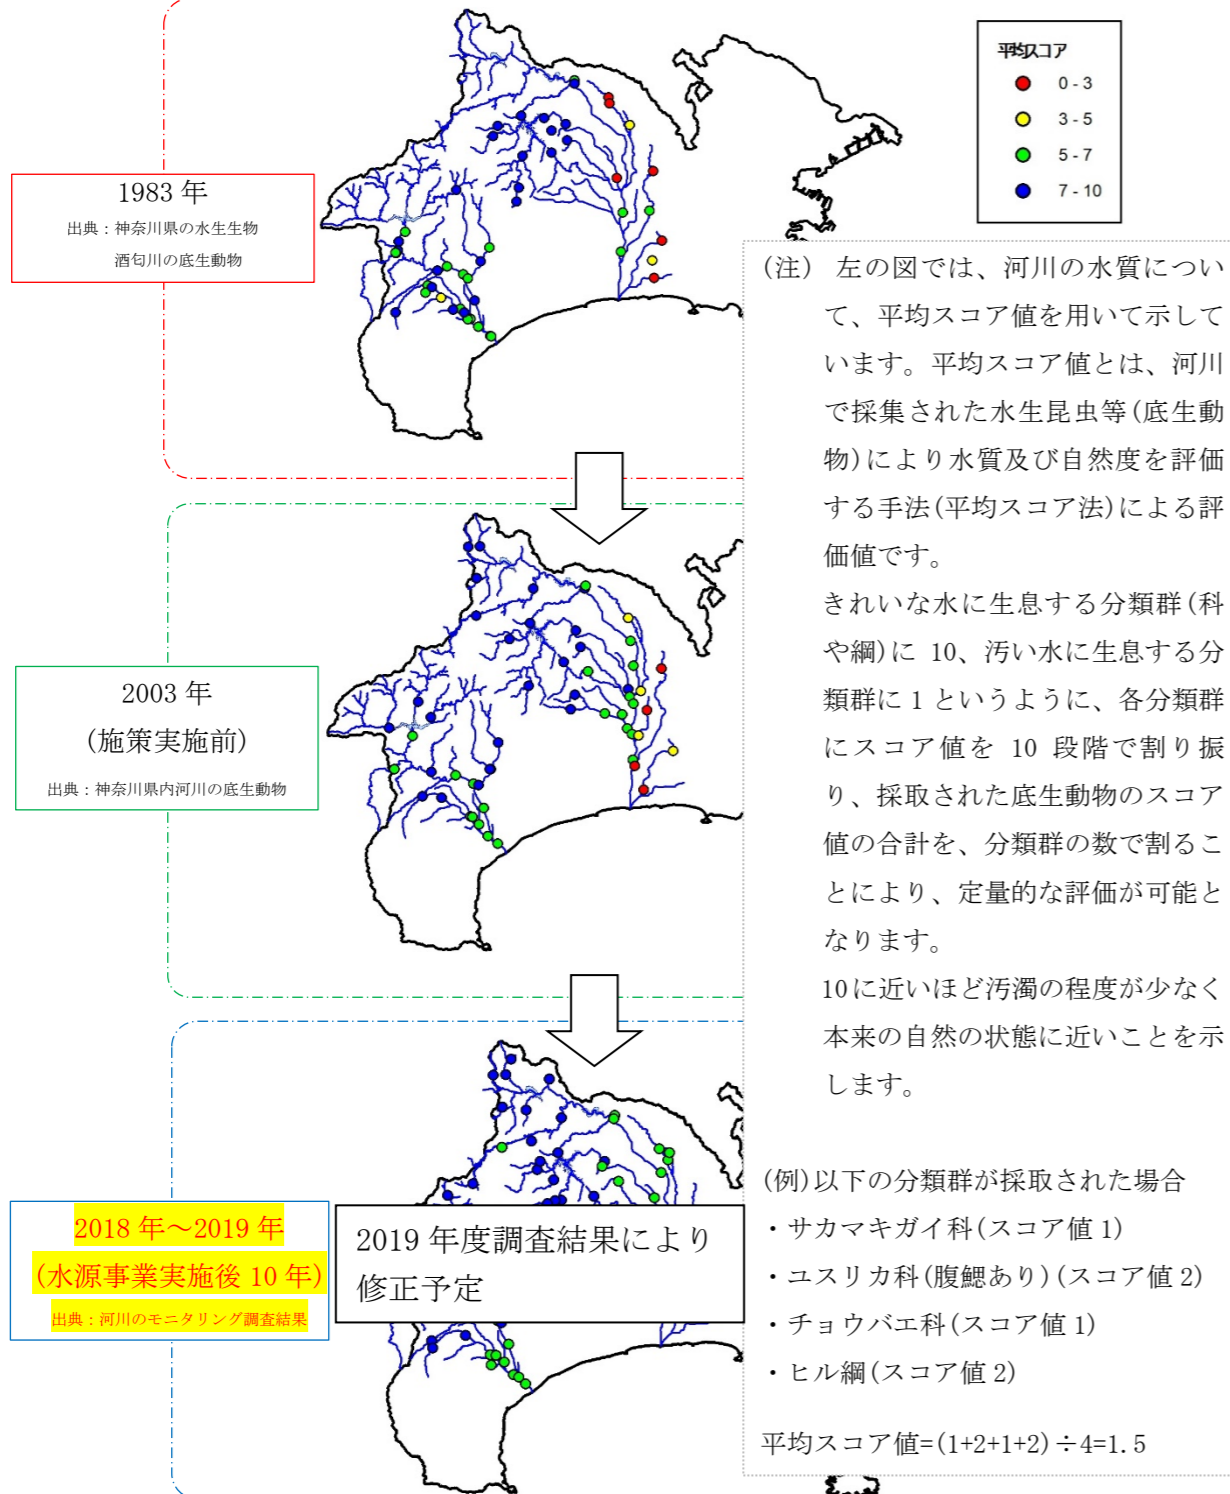 平均スコア
0 - 3
3 - 5
5 - 7
7 - 10
1983 年
出典：神奈川県の水生生物
酒匂川の底生動物
2003 年
(施策実施前)
出典：神奈川県内河川の底生動物
2018 年～2019 年
(水源事業実施後 10 年)
出典：河川のモニタリング調査結果
2019 年度調査結果により
修正予定
(注) 左の図では、河川の水質につい
て、平均スコア値を用いて示して
います。平均スコア値とは、河川
で採集された水生昆虫等(底生動
物)により水質及び自然度を評価
する手法(平均スコア法)による評
価値です。
きれいな水に生息する分類群(科
や綱)に 10、汚い水に生息する分
類群に 1 というように、各分類群
にスコア値を 10 段階で割り振
り、採取された底生動物のスコア
値の合計を、分類群の数で割るこ
とにより、定量的な評価が可能と
なります。
10に近いほど汚濁の程度が少なく
本来の自然の状態に近いことを示
します。
(例)以下の分類群が採取された場合
・サカマキガイ科(スコア値 1)
・ユスリカ科(腹鰓あり)(スコア値 2)
・チョウバエ科(スコア値 1)
・ヒル綱(スコア値 2)
平均スコア値=(1+2+1+2)÷4=1.5